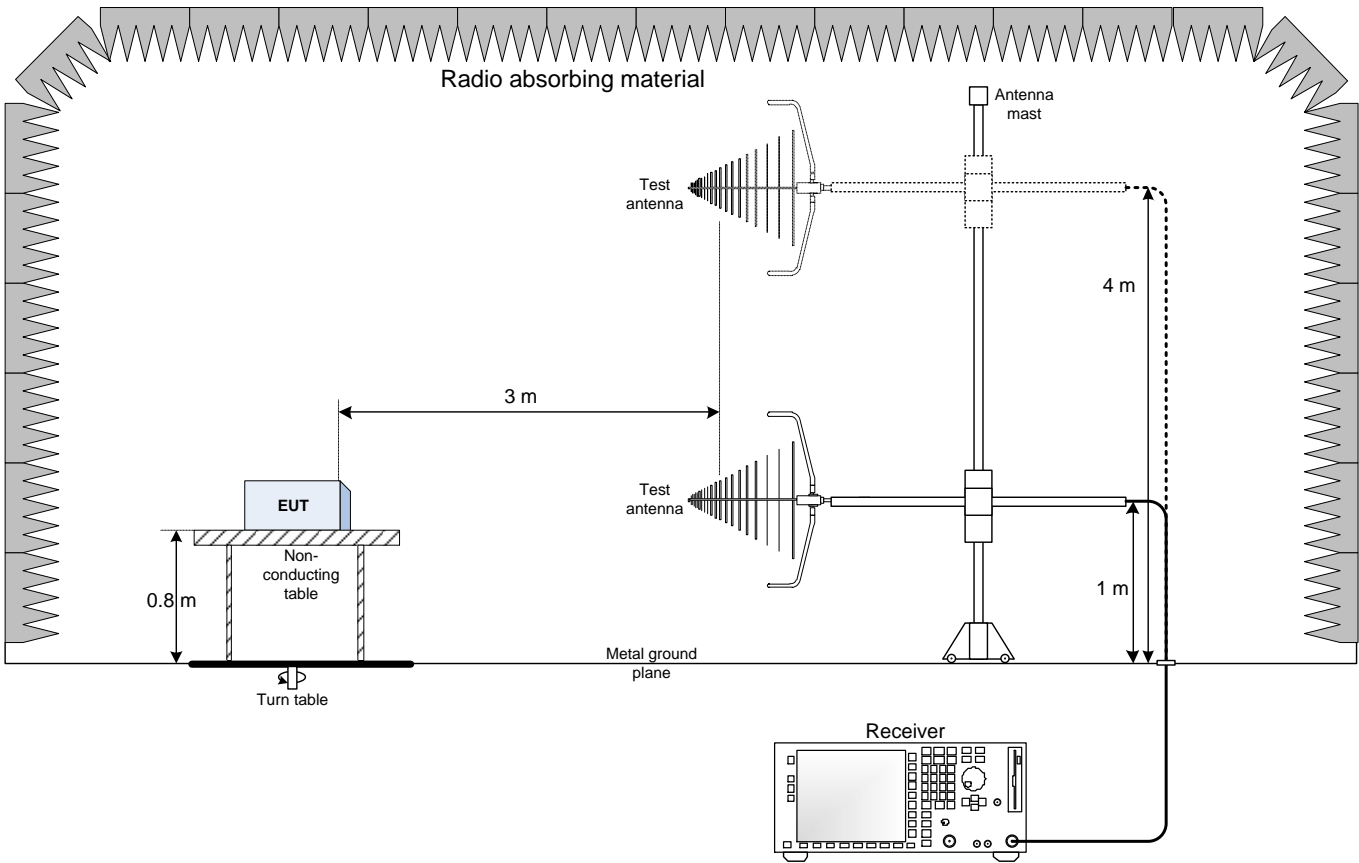 Radio absorbing material
Antenna
mast
Test
antenna
4 m
3 m
Test
antenna
EUT
Non-
conducting
table
0.8 m
1 m
Metal ground
plane
Turn table
Receiver